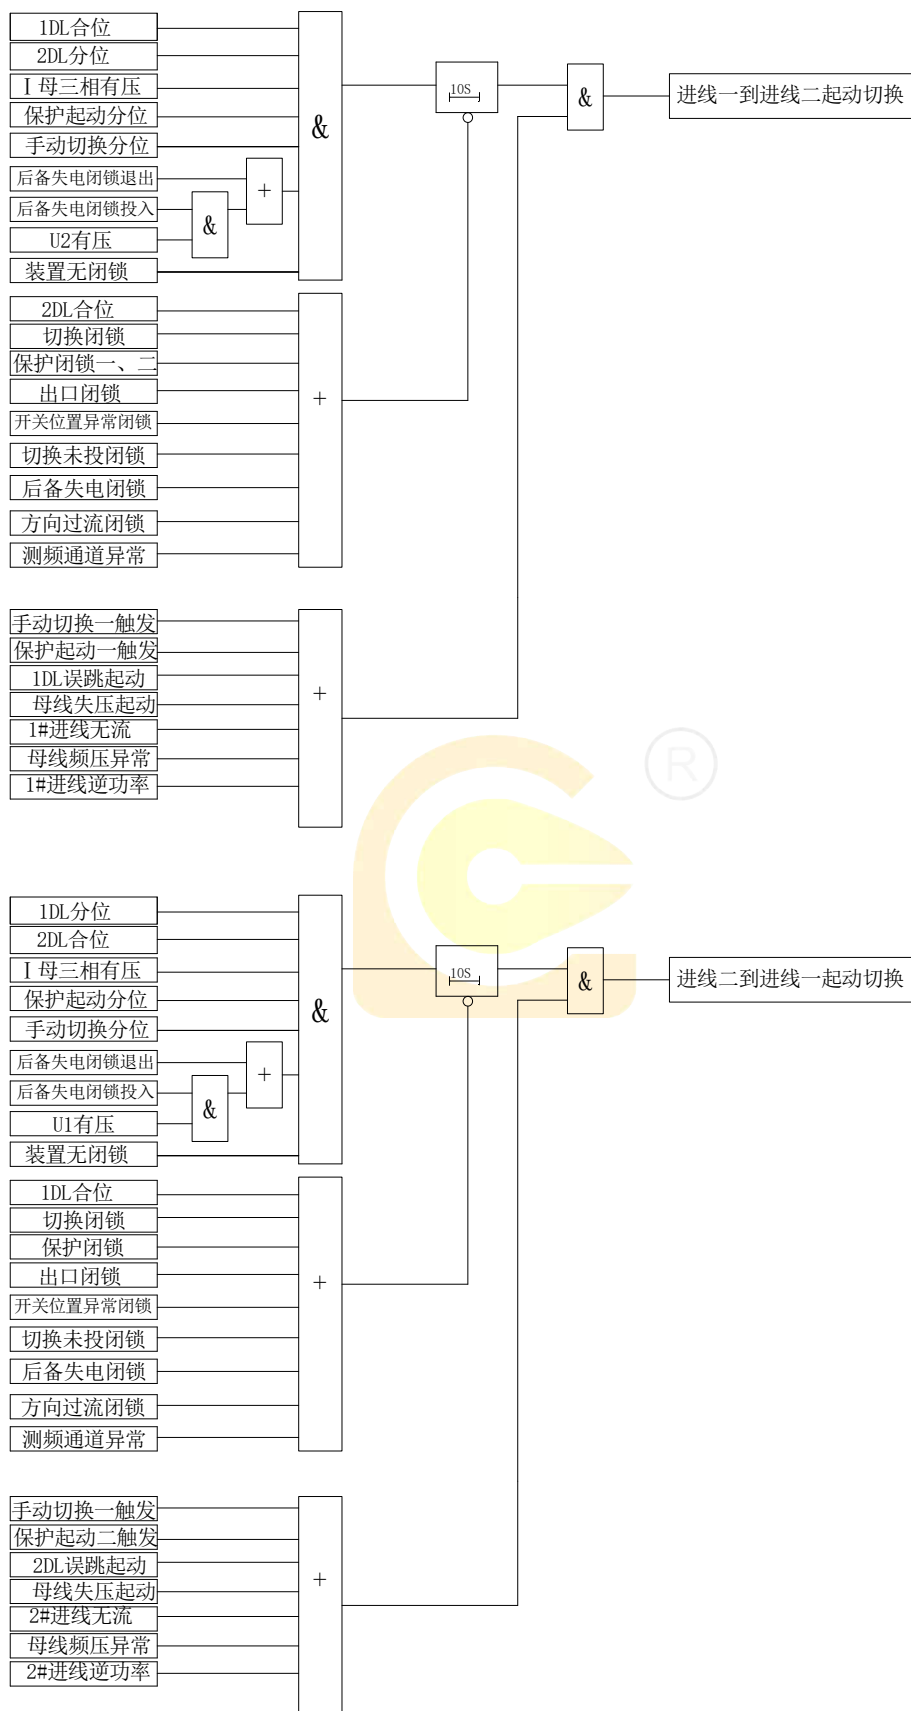 1DL合位
2DL分位
I母三相有压
保护起动分位
手动切换分位
后备失电闭锁退出
后备失电闭锁投入
U2有压
装置无闭锁
&
+
&
10S
&
进线一到进线二起动切换
2DL合位
切换闭锁
保护闭锁一、二
出口闭锁
开关位置异常闭锁
切换未投闭锁
后备失电闭锁
方向过流闭锁
测频通道异常
+
手动切换一触发
保护起动一触发
1DL误跳起动
母线失压起动
1#进线无流
母线频压异常
1#进线逆功率
+
®
1DL分位
2DL合位
I母三相有压
保护起动分位
手动切换分位
后备失电闭锁退出
后备失电闭锁投入
U1有压
装置无闭锁
&
+
&
10S
&
进线二到进线一起动切换
1DL合位
切换闭锁
保护闭锁
出口闭锁
开关位置异常闭锁
切换未投闭锁
后备失电闭锁
方向过流闭锁
测频通道异常
+
手动切换一触发
保护起动二触发
2DL误跳起动
母线失压起动
2#进线无流
母线频压异常
2#进线逆功率
+